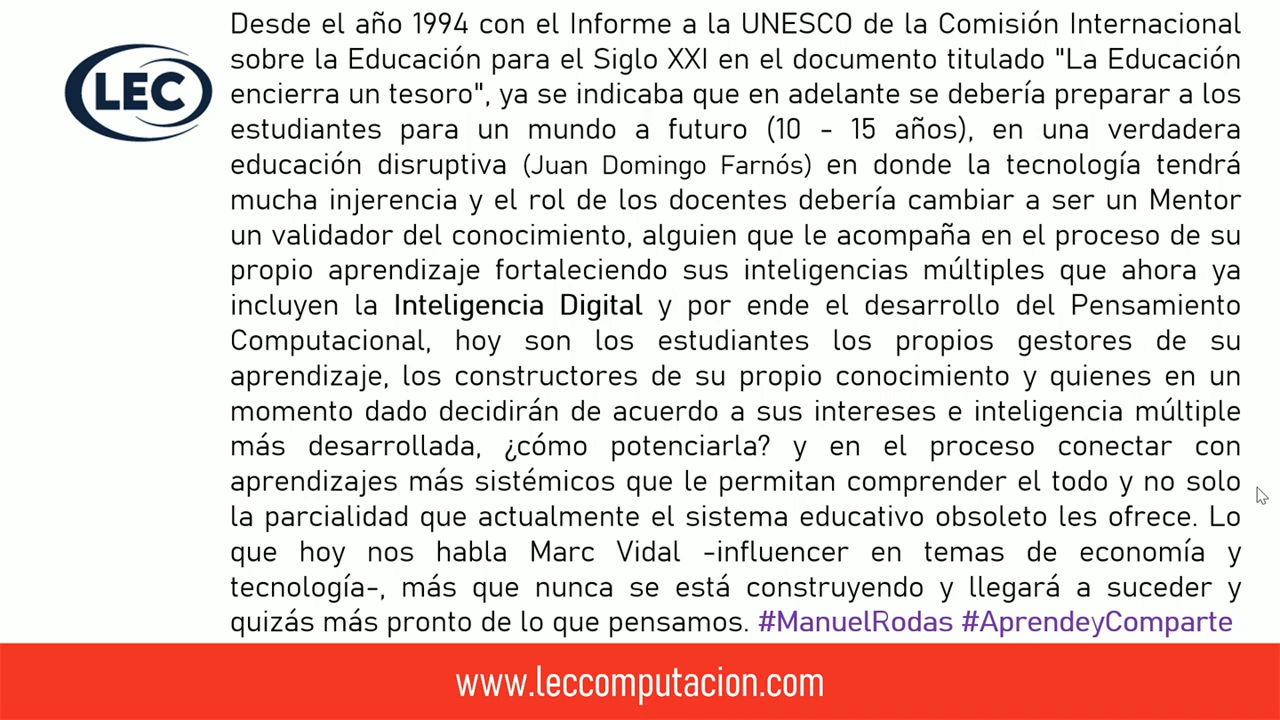 LEC
Desde el año 1994 con el Informe a la UNESCO de la Comisión Internacional
sobre la Educación para el Siglo XXI en el documento titulado "La Educación
encierra un tesoro", ya se indicaba que en adelante se debería preparar a los
estudiantes para un mundo a futuro (10 - 15 años), en una verdadera
educación disruptiva (Juan Domingo Farnós) en donde la tecnología tendrá
mucha injerencia y el rol de los docentes debería cambiar a ser un Mentor
un validador del conocimiento, alguien que le acompaña en el proceso de su
propio aprendizaje fortaleciendo sus inteligencias múltiples que ahora ya
incluyen la Inteligencia Digital y por ende el desarrollo del Pensamiento
Computacional, hoy son los estudiantes los propios gestores de su
aprendizaje, los constructores de su propio conocimiento y quienes en un
momento dado decidirán de acuerdo a sus intereses e inteligencia múltiple
más desarrollada, ¿cómo potenciarla? y en el proceso conectar con
aprendizajes más sistémicos que le permitan comprender el todo y no solo
la parcialidad que actualmente el sistema educativo obsoleto les ofrece. Lo
que hoy nos habla Marc Vidal -influencer en temas de economía y
tecnología-, más que nunca se está construyendo y llegará a suceder y
quizás más pronto de lo que pensamos. #ManuelRodas #AprendeyComparte
www.leccomputacion.com